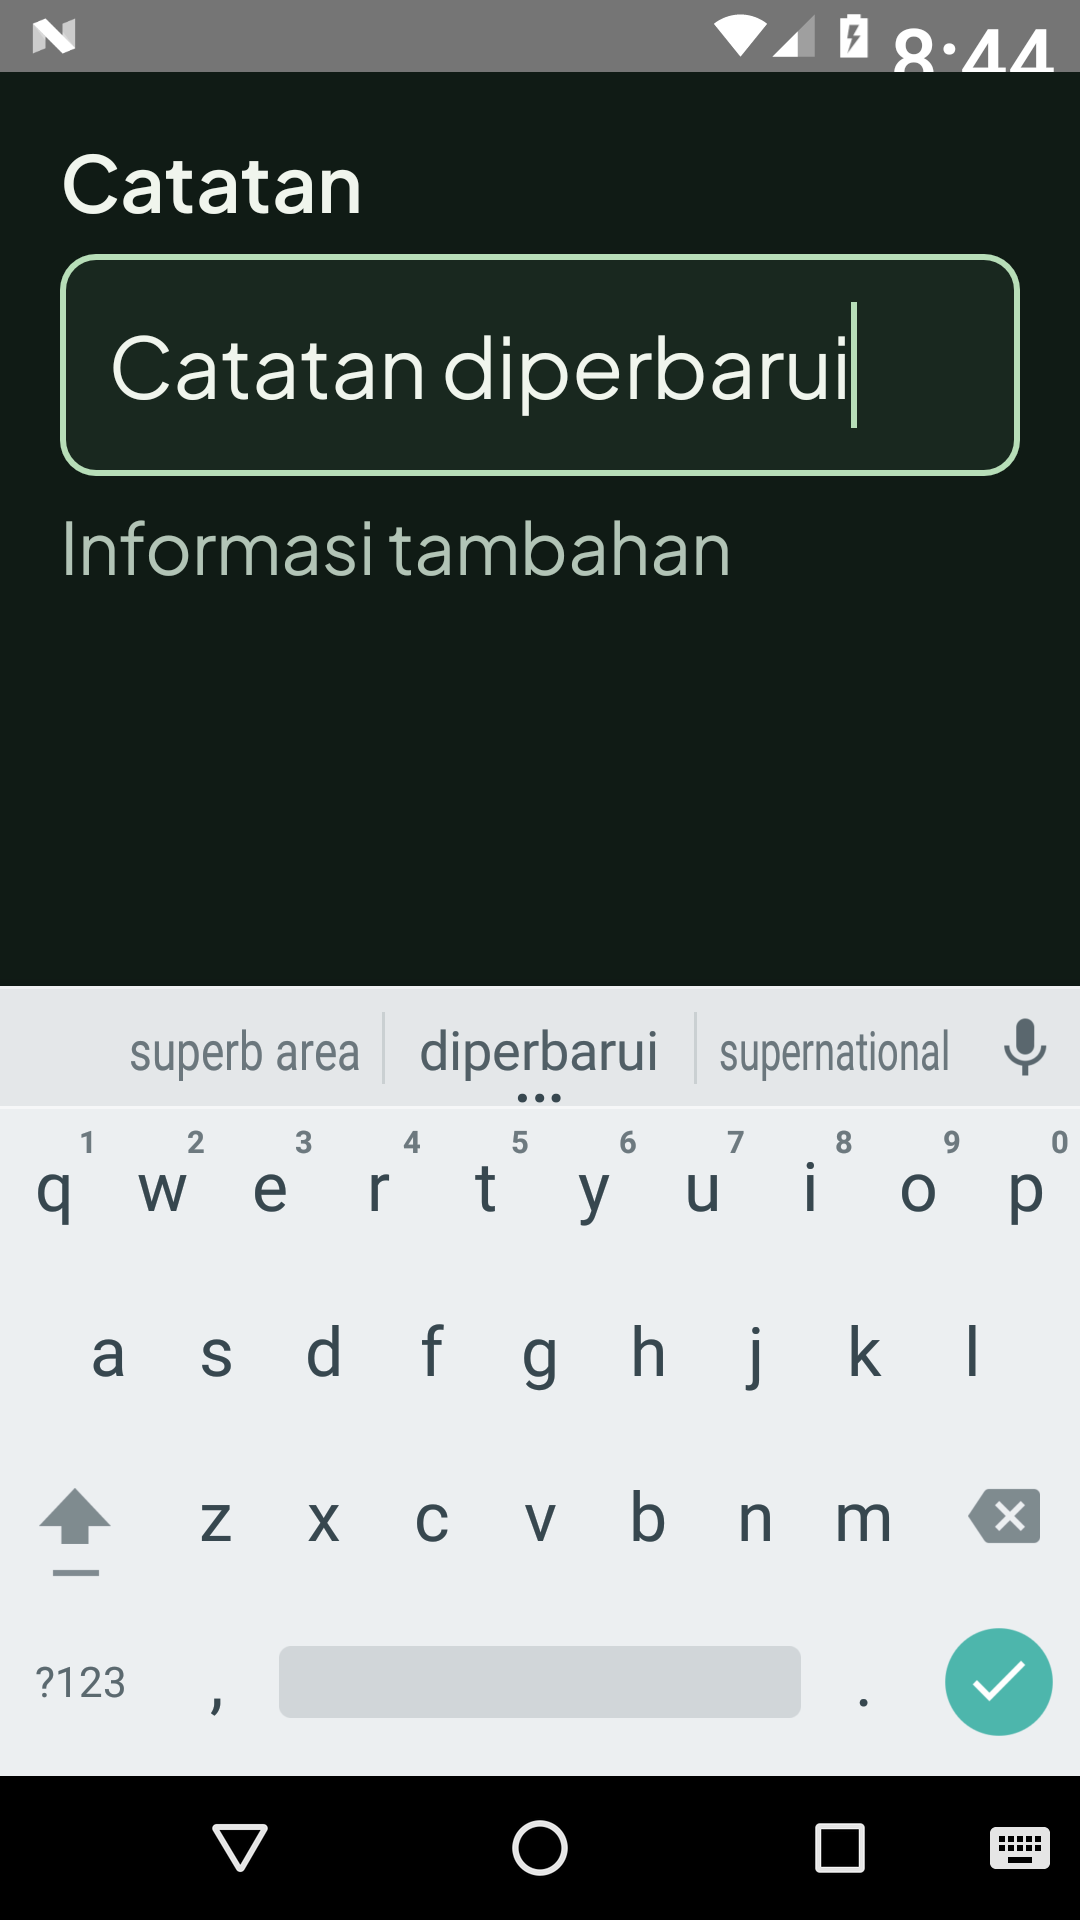 8:44
Catatan
Catatan diperbarui
Informasi tambahan
superb area diperbarui supernational
1 2 3 4 5 6 7 8 9 0
q w e r t y u i o p
a s d f g h j k l
z x c v b n m
?123 , .